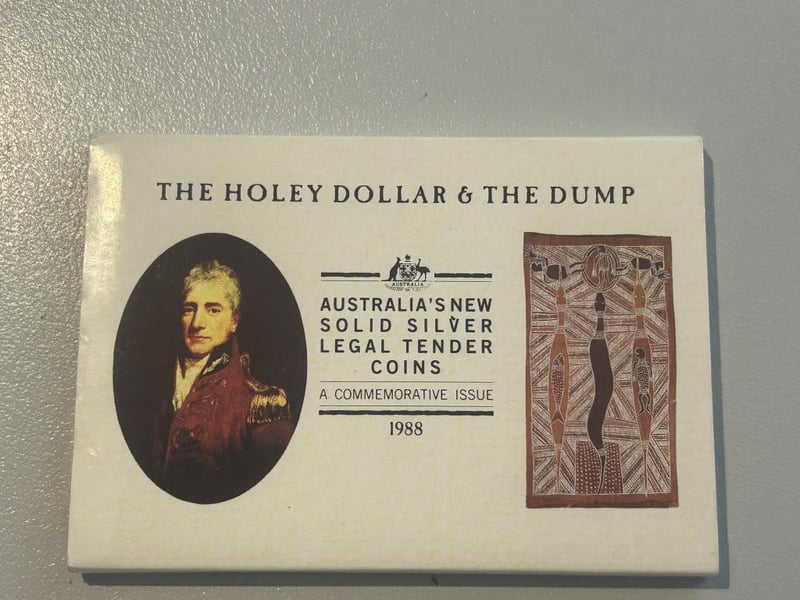 THE HOLEY DOLLAR & THE DUMP
AUSTRALIA
AUSTRALIA'S NEW
SOLID SILVER
LEGAL TENDER
COINS
A COMMEMORATIVE ISSUE
1988